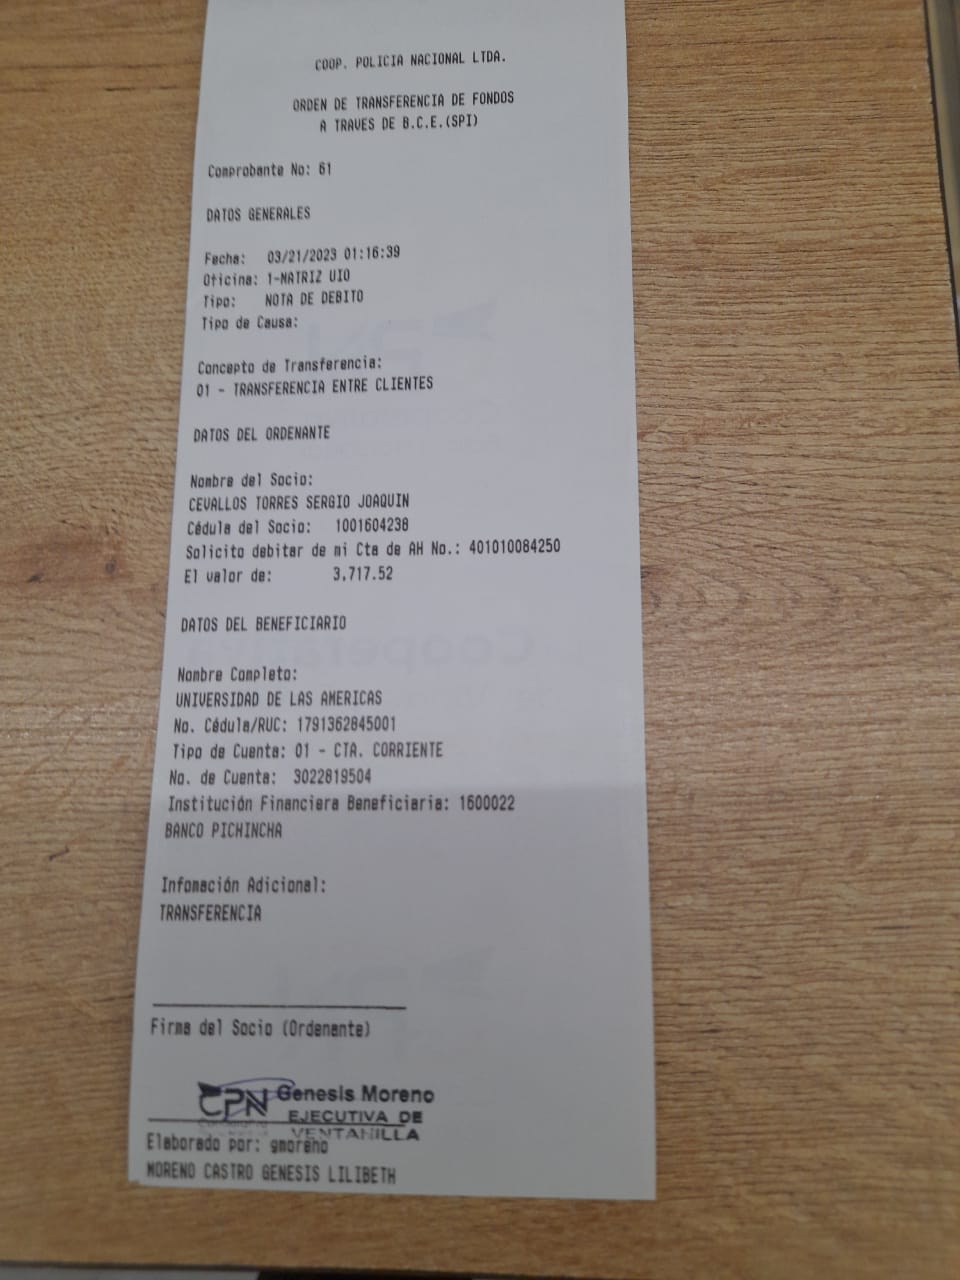 COOP. POLICIA NACIONAL LTDA.
ORDEN DE TRANSFERENCIA DE FONDOS
A TRAVES DE B.C.E.(SPI)
Comprobante No: 61
DATOS GENERALES
Fecha: 03/21/2023 01:16:39
Oficina: 1-MATRIZ UIO
Tipo: NOTA DE DEBITO
Tipo de Causa:
Concepto de Transferencia:
01 - TRANSFERENCIA ENTRE CLIENTES
DATOS DEL ORDENANTE
Nombre del Socio:
CEVALLOS TORRES SERGIO JOAQUIN
Cédula del Socio: 1001604238
Solicito debitar de mi Cta de AH No.: 401010084250
El valor de: 3,717.52
DATOS DEL BENEFICIARIO
Nombre Completo:
UNIVERSIDAD DE LAS AMERICAS
No. Cédula/RUC: 1791362845001
Tipo de Cuenta: 01 - CTA. CORRIENTE
No. de Cuenta: 3022819504
Institución Financiera Beneficiaria: 1600022
BANCO PICHINCHA
Infomación Adicional:
TRANSFERENCIA
Firma del Socio (Ordenante)
CPN Genesis Moreno
EJECUTIVA DE
VENTANILLA
Elaborado por: gmoreno
MORENO CASTRO GENESIS LILIBETH